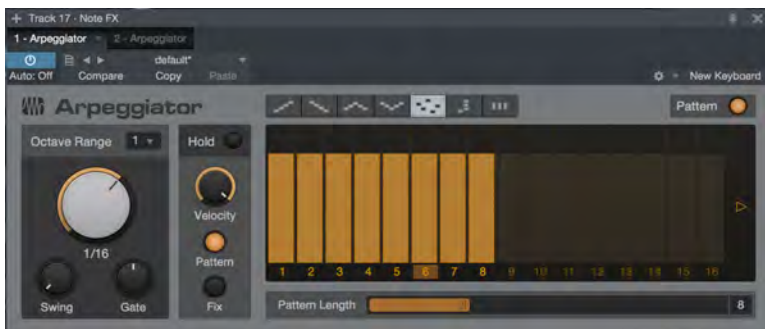 Track 17 - Note FX
1 - Arpeggiator 2 - Arpeggiator
default*
Auto: Off Compare Copy Paste New Keyboard
Arpeggiator Pattern
Octave Range 1 Hold
Velocity
1/16
Pattern
1 2 3 4 5 6 7 8 9 10 11 12 13 14 15 16
Swing Gate Fix
Pattern Length 8